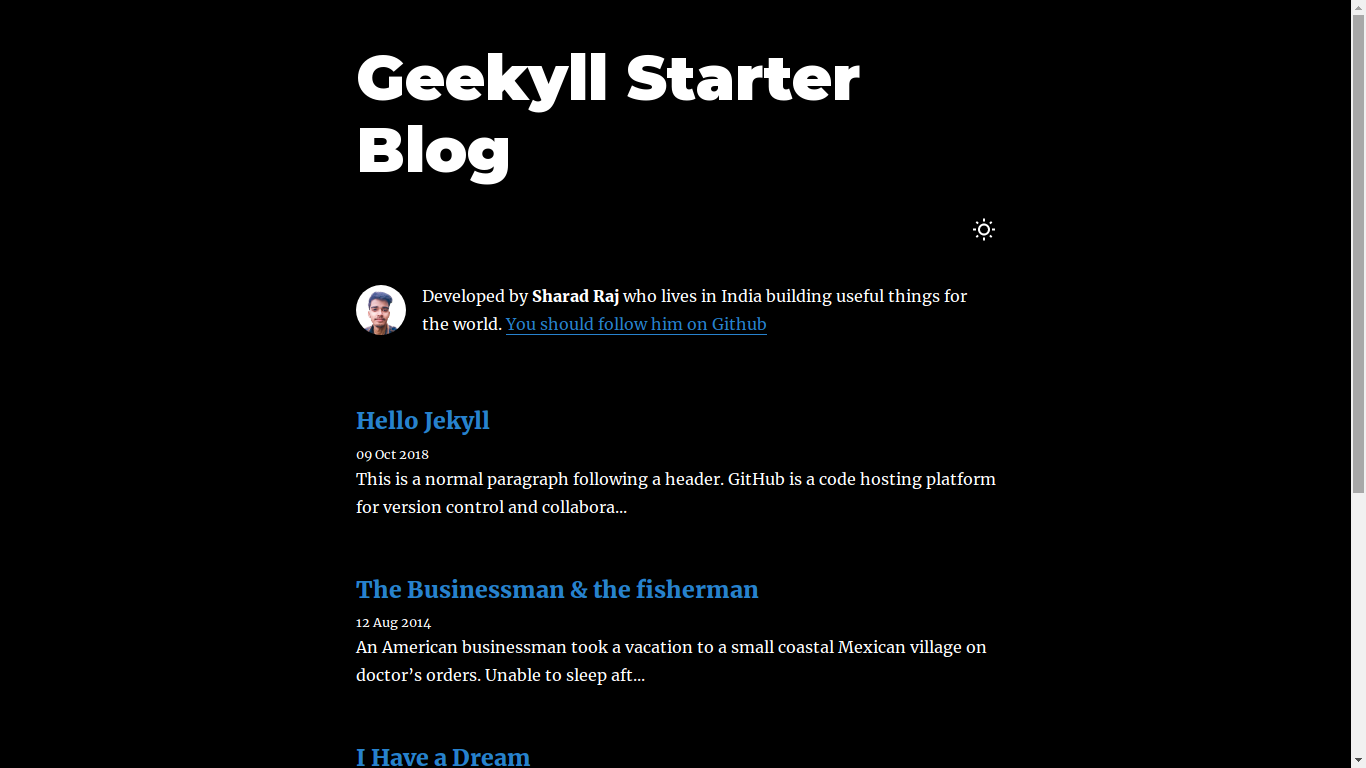 Geekyll Starter
Blog
Developed by Sharad Raj who lives in India building useful things for
the world. You should follow him on Github
Hello Jekyll
09 Oct 2018
This is a normal paragraph following a header. GitHub is a code hosting platform
for version control and collabora...
The Businessman & the fisherman
12 Aug 2014
An American businessman took a vacation to a small coastal Mexican village on
doctor’s orders. Unable to sleep aft...
I Have a Dream